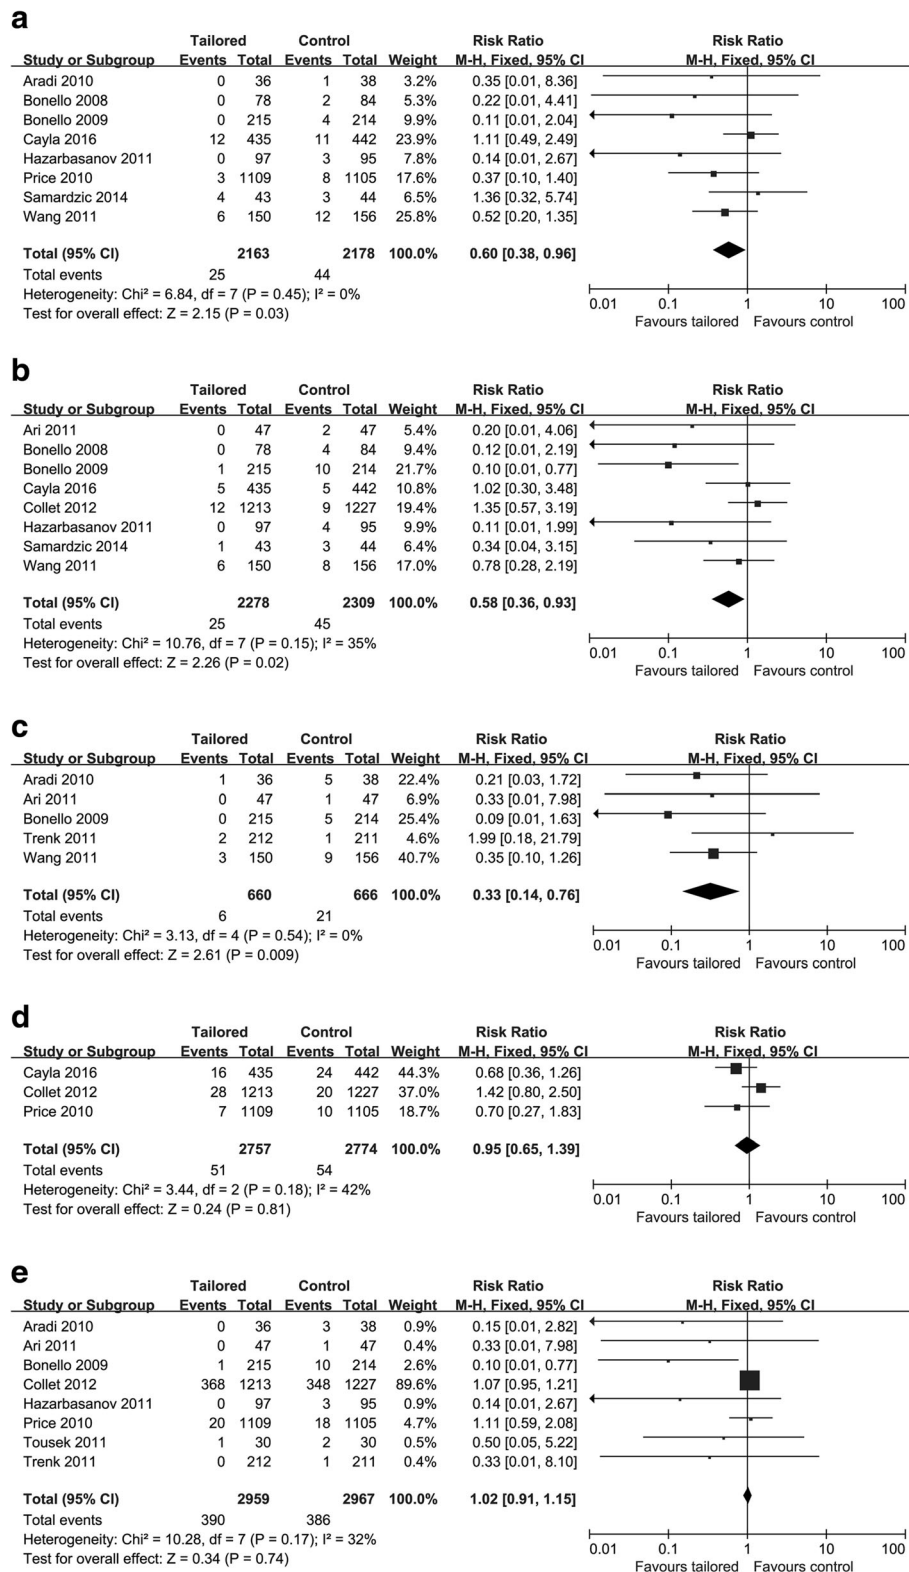 a
Tailored Control Risk Ratio Risk Ratio
Study or Subgroup Events Total Events Total Weight M-H, Fixed, 95% CI M-H, Fixed, 95% CI
Aradi 2010 0 36 1 38 3.2% 0.35 [0.01, 8.36]
Bonello 2008 0 78 2 84 5.3% 0.22 [0.01, 4.41]
Bonello 2009 0 215 4 214 9.9% 0.11 [0.01, 2.04]
Cayla 2016 12 435 11 442 23.9% 1.11 [0.49, 2.49]
Hazarbasanov 2011 0 97 3 95 7.8% 0.14 [0.01, 2.67]
Price 2010 3 1109 8 1105 17.6% 0.37 [0.10, 1.40]
Samardzic 2014 4 43 3 44 6.5% 1.36 [0.32, 5.74]
Wang 2011 6 150 12 156 25.8% 0.52 [0.20, 1.35]
Total (95% CI) 2163 2178 100.0% 0.60 [0.38, 0.96]
Total events 25 44
Heterogeneity: Chi² = 6.84, df = 7 (P = 0.45); I² = 0%
Test for overall effect: Z = 2.15 (P = 0.03)
0.01 0.1 1 10 100
Favours tailored Favours control
b
Tailored Control Risk Ratio Risk Ratio
Study or Subgroup Events Total Events Total Weight M-H, Fixed, 95% CI M-H, Fixed, 95% CI
Ari 2011 0 47 2 47 5.4% 0.20 [0.01, 4.06]
Bonello 2008 0 78 4 84 9.4% 0.12 [0.01, 2.19]
Bonello 2009 1 215 10 214 21.7% 0.10 [0.01, 0.77]
Cayla 2016 5 435 5 442 10.8% 1.02 [0.30, 3.48]
Collet 2012 12 1213 9 1227 19.4% 1.35 [0.57, 3.19]
Hazarbasanov 2011 0 97 4 95 9.9% 0.11 [0.01, 1.99]
Samardzic 2014 1 43 3 44 6.4% 0.34 [0.04, 3.15]
Wang 2011 6 150 8 156 17.0% 0.78 [0.28, 2.19]
Total (95% CI) 2278 2309 100.0% 0.58 [0.36, 0.93]
Total events 25 45
Heterogeneity: Chi² = 10.76, df = 7 (P = 0.15); I² = 35%
Test for overall effect: Z = 2.26 (P = 0.02)
0.01 0.1 1 10 100
Favours tailored Favours control
c
Tailored Control Risk Ratio Risk Ratio
Study or Subgroup Events Total Events Total Weight M-H, Fixed, 95% CI M-H, Fixed, 95% CI
Aradi 2010 1 36 5 38 22.4% 0.21 [0.03, 1.72]
Ari 2011 0 47 1 47 6.9% 0.33 [0.01, 7.98]
Bonello 2009 0 215 5 214 25.4% 0.09 [0.01, 1.63]
Trenk 2011 2 212 1 211 4.6% 1.99 [0.18, 21.79]
Wang 2011 3 150 9 156 40.7% 0.35 [0.10, 1.26]
Total (95% CI) 660 666 100.0% 0.33 [0.14, 0.76]
Total events 6 21
Heterogeneity: Chi² = 3.13, df = 4 (P = 0.54); I² = 0%
Test for overall effect: Z = 2.61 (P = 0.009)
0.01 0.1 1 10 100
Favours tailored Favours control
d
Tailored Control Risk Ratio Risk Ratio
Study or Subgroup Events Total Events Total Weight M-H, Fixed, 95% CI M-H, Fixed, 95% CI
Cayla 2016 16 435 24 442 44.3% 0.68 [0.36, 1.26]
Collet 2012 28 1213 20 1227 37.0% 1.42 [0.80, 2.50]
Price 2010 7 1109 10 1105 18.7% 0.70 [0.27, 1.83]
Total (95% CI) 2757 2774 100.0% 0.95 [0.65, 1.39]
Total events 51 54
Heterogeneity: Chi² = 3.44, df = 2 (P = 0.18); I² = 42%
Test for overall effect: Z = 0.24 (P = 0.81)
0.01 0.1 1 10 100
Favours tailored Favours control
e
Tailored Control Risk Ratio Risk Ratio
Study or Subgroup Events Total Events Total Weight M-H, Fixed, 95% CI M-H, Fixed, 95% CI
Aradi 2010 0 36 3 38 0.9% 0.15 [0.01, 2.82]
Ari 2011 0 47 1 47 0.4% 0.33 [0.01, 7.98]
Bonello 2009 1 215 10 214 2.6% 0.10 [0.01, 0.77]
Collet 2012 368 1213 348 1227 89.6% 1.07 [0.95, 1.21]
Hazarbasanov 2011 0 97 3 95 0.9% 0.14 [0.01, 2.67]
Price 2010 20 1109 18 1105 4.7% 1.11 [0.59, 2.08]
Tousek 2011 1 30 2 30 0.5% 0.50 [0.05, 5.22]
Trenk 2011 0 212 1 211 0.4% 0.33 [0.01, 8.10]
Total (95% CI) 2959 2967 100.0% 1.02 [0.91, 1.15]
Total events 390 386
Heterogeneity: Chi² = 10.28, df = 7 (P = 0.17); I² = 32%
Test for overall effect: Z = 0.34 (P = 0.74)
0.01 0.1 1 10 100
Favours tailored Favours control